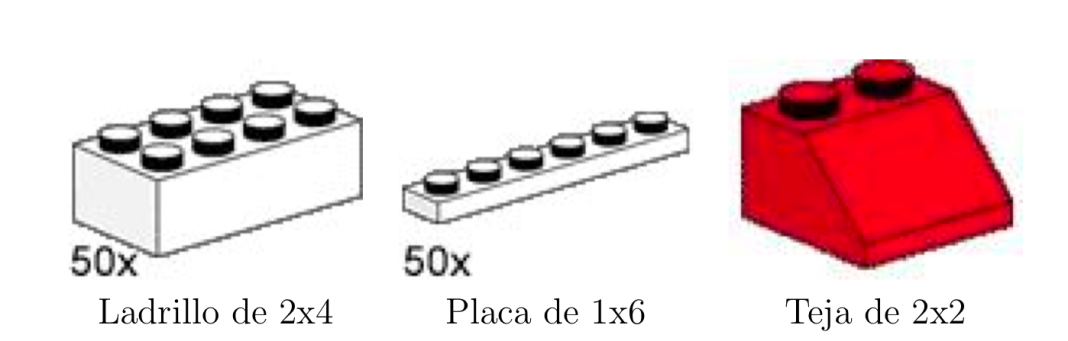 50x
50x
Ladrillo de 2x4
Placa de 1x6
Teja de 2x2